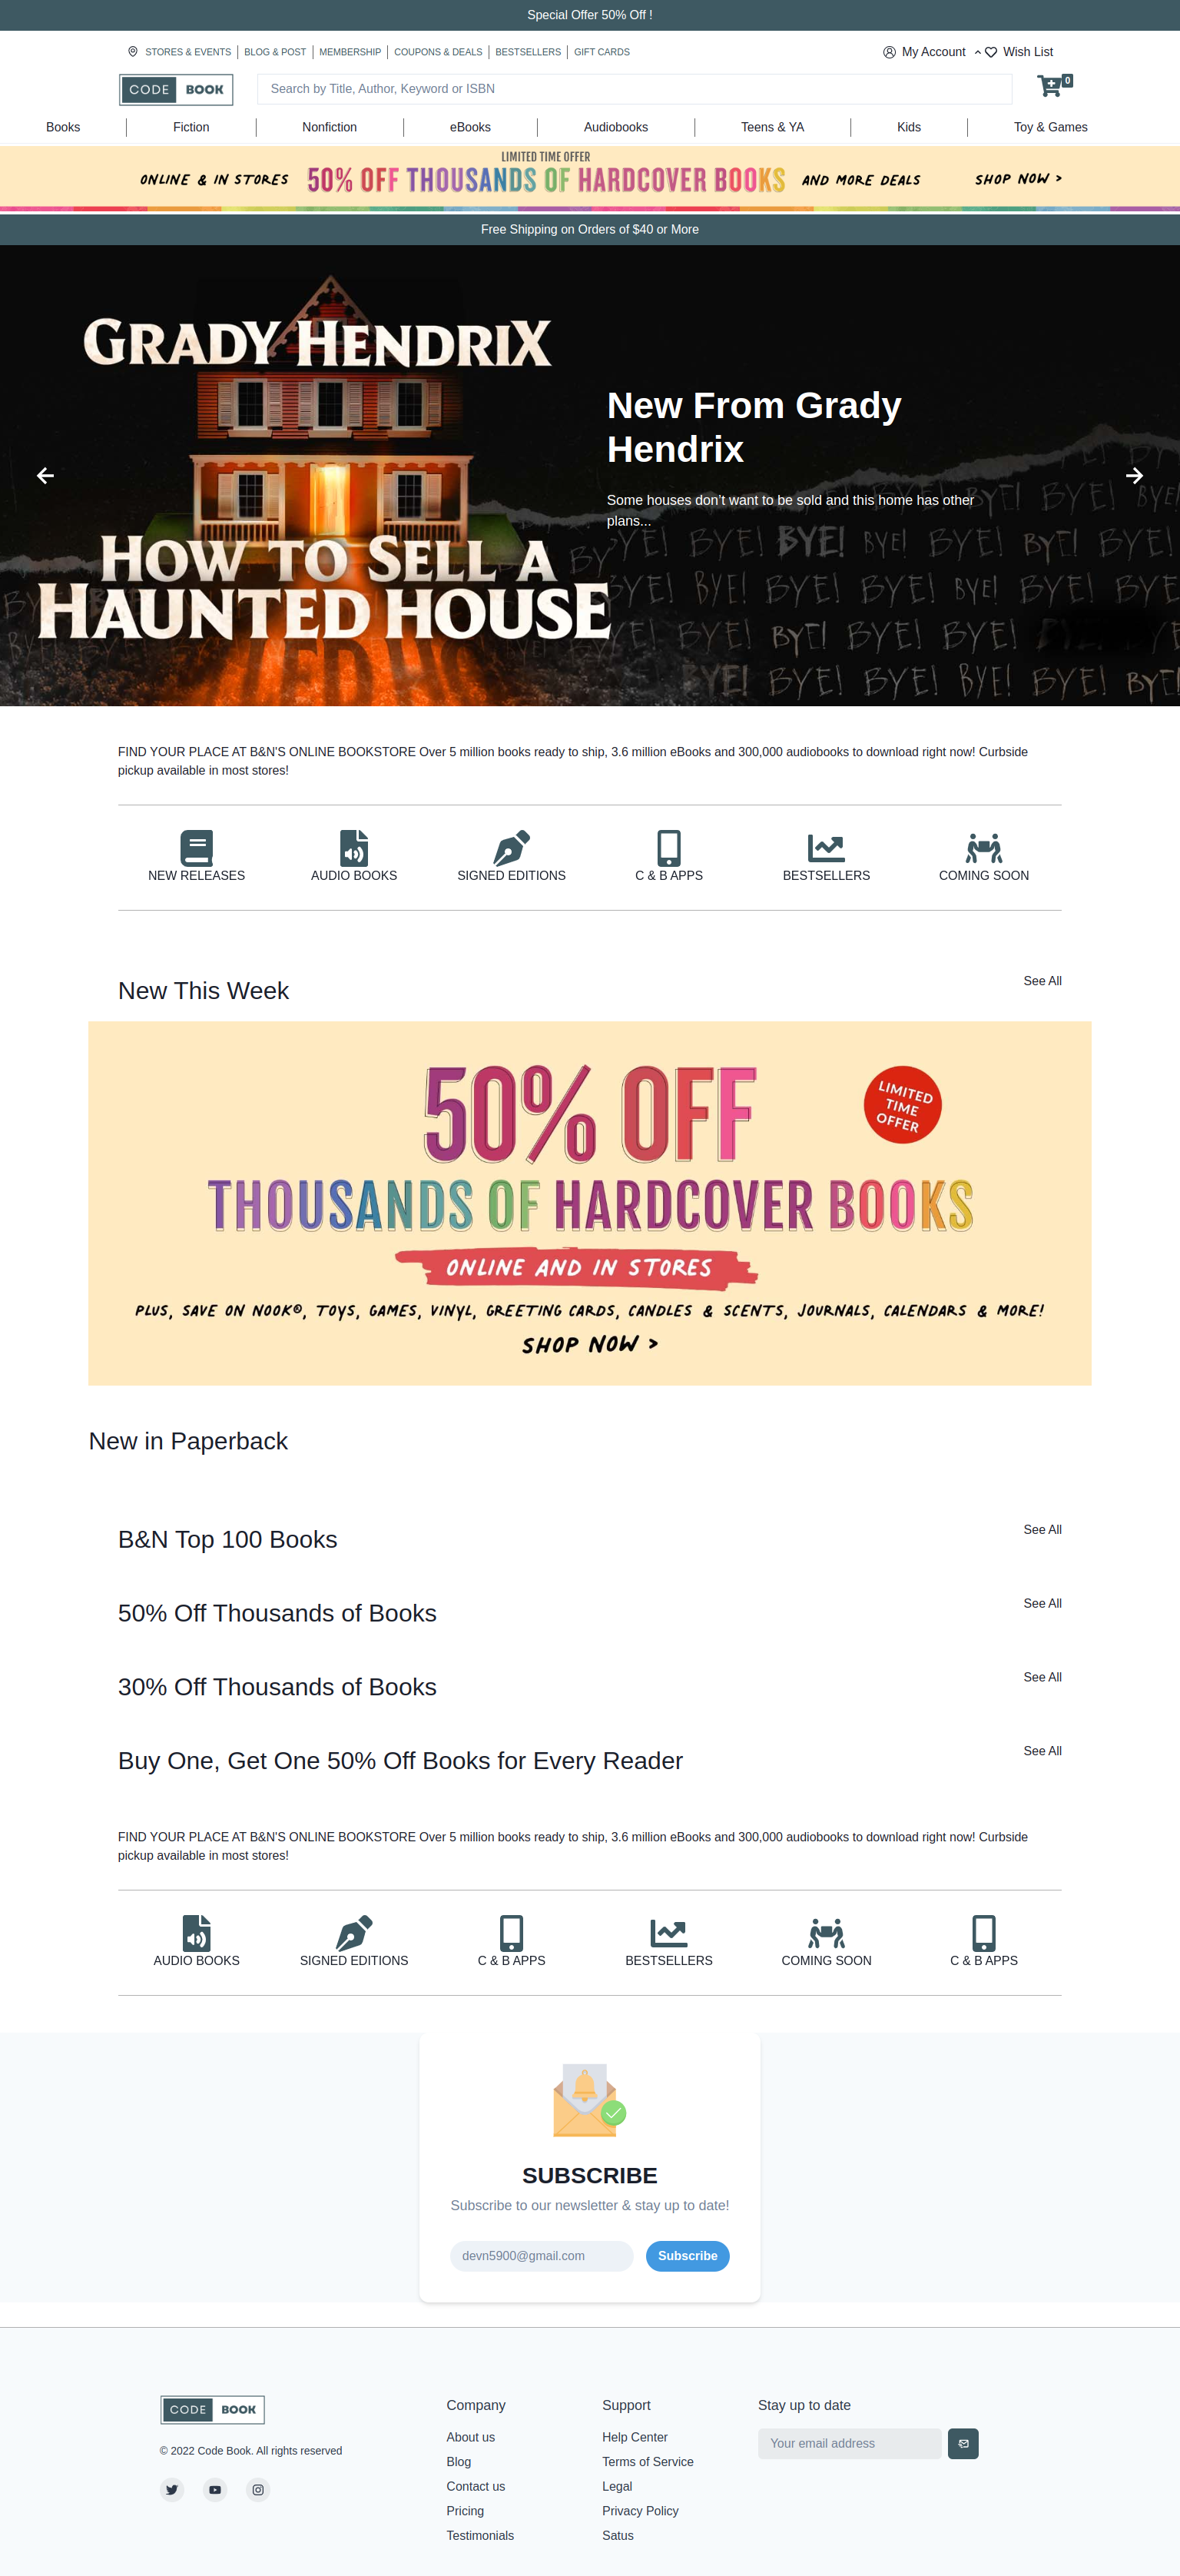 Special Offer 50% Off !
STORES & EVENTS
BLOG & POST
MEMBERSHIP
COUPONS & DEALS
BESTSELLERS
GIFT CARDS
My Account
Wish List
CODE BOOK
Search by Title, Author, Keyword or ISBN
0
Books
Fiction
Nonfiction
eBooks
Audiobooks
Teens & YA
Kids
Toy & Games
LIMITED TIME OFFER
ONLINE & IN STORES 50% OFF THOUSANDS OF HARDCOVER BOOKS AND MORE DEALS SHOP NOW >
Free Shipping on Orders of $40 or More
GRADY HENDRIX
HOW TO SELL A
HAUNTED HOUSE
New From Grady
Hendrix
Some houses don't want to be sold and this home has other
plans...
BYE! BYE! BYE! BYE! BYE! BYE!
BYE! BYE! BYE! BYE! BYE! BYE! BYE!
BYE! BYE! BYE! BYE! BYE!
BYE! BYE! BYE! BYE! BYE! BYE!
FIND YOUR PLACE AT B&N'S ONLINE BOOKSTORE Over 5 million books ready to ship, 3.6 million eBooks and 300,000 audiobooks to download right now! Curbside
pickup available in most stores!
NEW RELEASES
AUDIO BOOKS
SIGNED EDITIONS
C & B APPS
BESTSELLERS
COMING SOON
New This Week
See All
50% OFF
LIMITED
TIME
OFFER
THOUSANDS OF HARDCOVER BOOKS
ONLINE AND IN STORES
PLUS, SAVE ON NOOK®, TOYS, GAMES, VINYL, GREETING CARDS, CANDLES & SCENTS, JOURNALS, CALENDARS & MORE!
SHOP NOW >
New in Paperback
B&N Top 100 Books
See All
50% Off Thousands of Books
See All
30% Off Thousands of Books
See All
Buy One, Get One 50% Off Books for Every Reader
See All
FIND YOUR PLACE AT B&N'S ONLINE BOOKSTORE Over 5 million books ready to ship, 3.6 million eBooks and 300,000 audiobooks to download right now! Curbside
pickup available in most stores!
AUDIO BOOKS
SIGNED EDITIONS
C & B APPS
BESTSELLERS
COMING SOON
C & B APPS
SUBSCRIBE
Subscribe to our newsletter & stay up to date!
devn5900@gmail.com
Subscribe
CODE BOOK
© 2022 Code Book. All rights reserved
Company
About us
Blog
Contact us
Pricing
Testimonials
Support
Help Center
Terms of Service
Legal
Privacy Policy
Satus
Stay up to date
Your email address